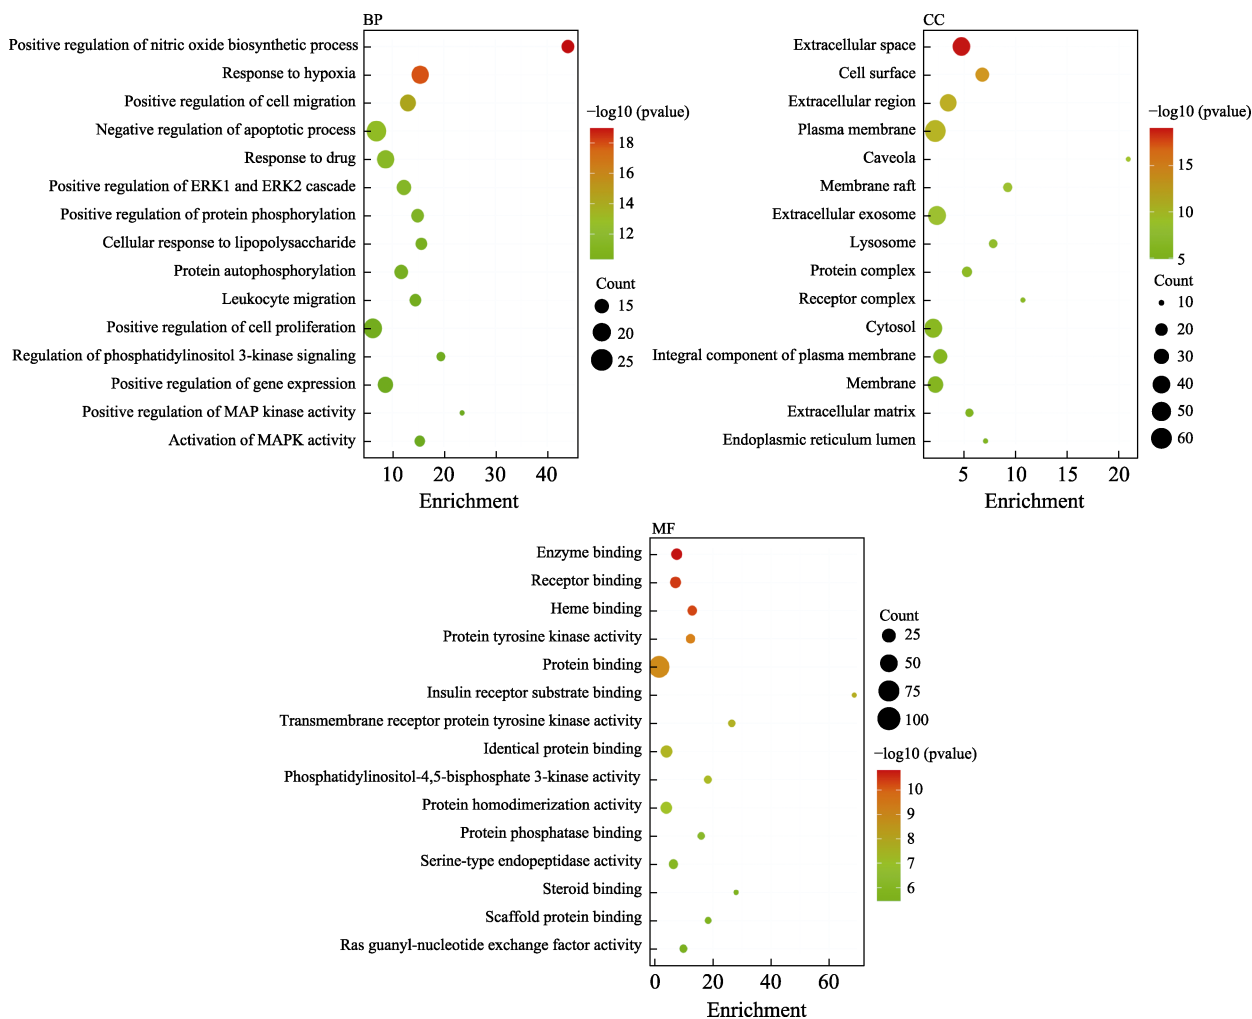 BP
Positive regulation of nitric oxide biosynthetic process
Response to hypoxia
Positive regulation of cell migration
Negative regulation of apoptotic process
Response to drug
Positive regulation of ERK1 and ERK2 cascade
Positive regulation of protein phosphorylation
Cellular response to lipopolysaccharide
Protein autophosphorylation
Leukocyte migration
Positive regulation of cell proliferation
Regulation of phosphatidylinositol 3-kinase signaling
Positive regulation of gene expression
Positive regulation of MAP kinase activity
Activation of MAPK activity
10 20 30 40
Enrichment
−log10 (pvalue)
18
16
14
12
Count
15
20
25
CC
Extracellular space
Cell surface
Extracellular region
Plasma membrane
Caveola
Membrane raft
Extracellular exosome
Lysosome
Protein complex
Receptor complex
Cytosol
Integral component of plasma membrane
Membrane
Extracellular matrix
Endoplasmic reticulum lumen
5 10 15 20
Enrichment
−log10 (pvalue)
15
10
5
Count
10
20
30
40
50
60
MF
Enzyme binding
Receptor binding
Heme binding
Protein tyrosine kinase activity
Protein binding
Insulin receptor substrate binding
Transmembrane receptor protein tyrosine kinase activity
Identical protein binding
Phosphatidylinositol-4,5-bisphosphate 3-kinase activity
Protein homodimerization activity
Protein phosphatase binding
Serine-type endopeptidase activity
Steroid binding
Scaffold protein binding
Ras guanyl-nucleotide exchange factor activity
0 20 40 60
Enrichment
Count
25
50
75
100
−log10 (pvalue)
10
9
8
7
6